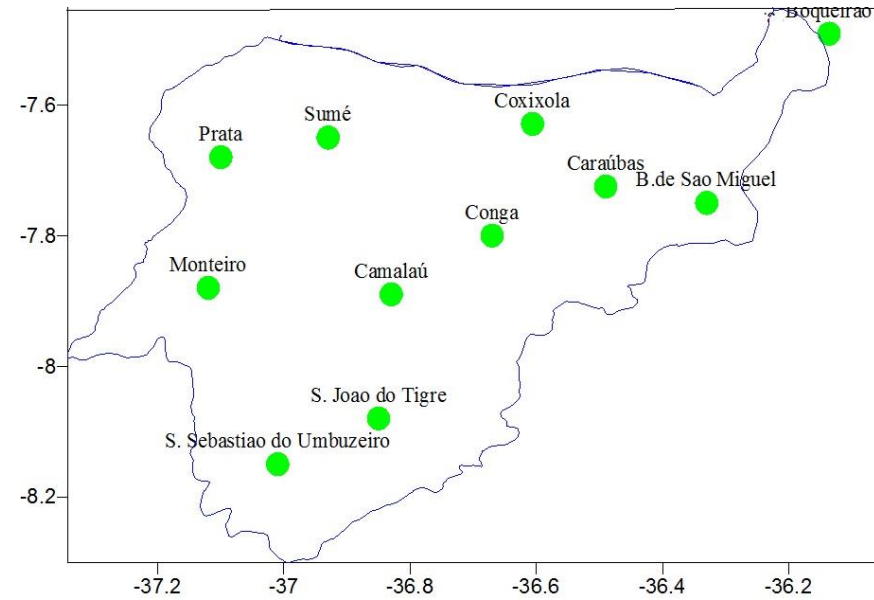 Boqueirão
-7.6
Coxixola
Sumé
Prata
Caraúbas
B.de Sao Miguel
Conga
-7.8
Monteiro
Camalaú
-8
S. Joao do Tigre
S. Sebastiao do Umbuzeiro
-8.2
-37.2
-37
-36.8
-36.6
-36.4
-36.2